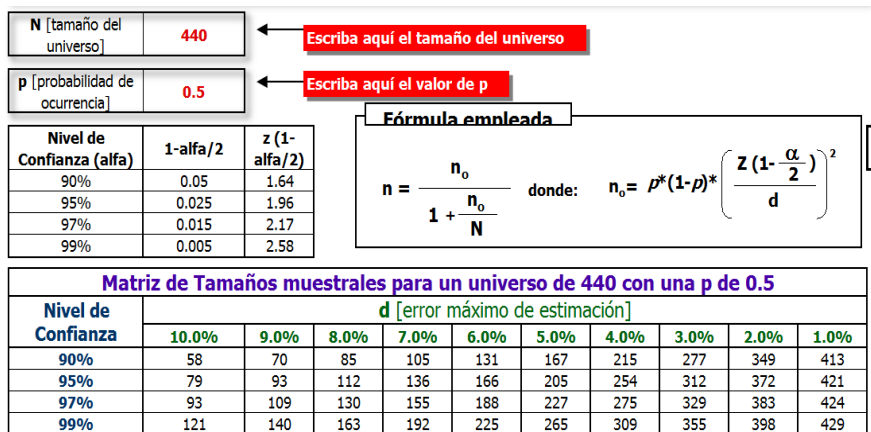 N [tamaño del universo] 440 Escriba aquí el tamaño del universo
p [probabilidad de ocurrencia] 0.5 Escriba aquí el valor de p
Nivel de Confianza (alfa) 1-alfa/2 z (1-alfa/2)
90% 0.05 1.64
95% 0.025 1.96
97% 0.015 2.17
99% 0.005 2.58
Fórmula empleada
n = n₀ / (1 + n₀/N) donde: n₀= p*(1-p)* (Z (1-α/2) / d)²
Matriz de Tamaños muestrales para un universo de 440 con una p de 0.5
Nivel de Confianza d [error máximo de estimación]
10.0% 9.0% 8.0% 7.0% 6.0% 5.0% 4.0% 3.0% 2.0% 1.0%
90% 58 70 85 105 131 167 215 277 349 413
95% 79 93 112 136 166 205 254 312 372 421
97% 93 109 130 155 188 227 275 329 383 424
99% 121 140 163 192 225 265 309 355 398 429